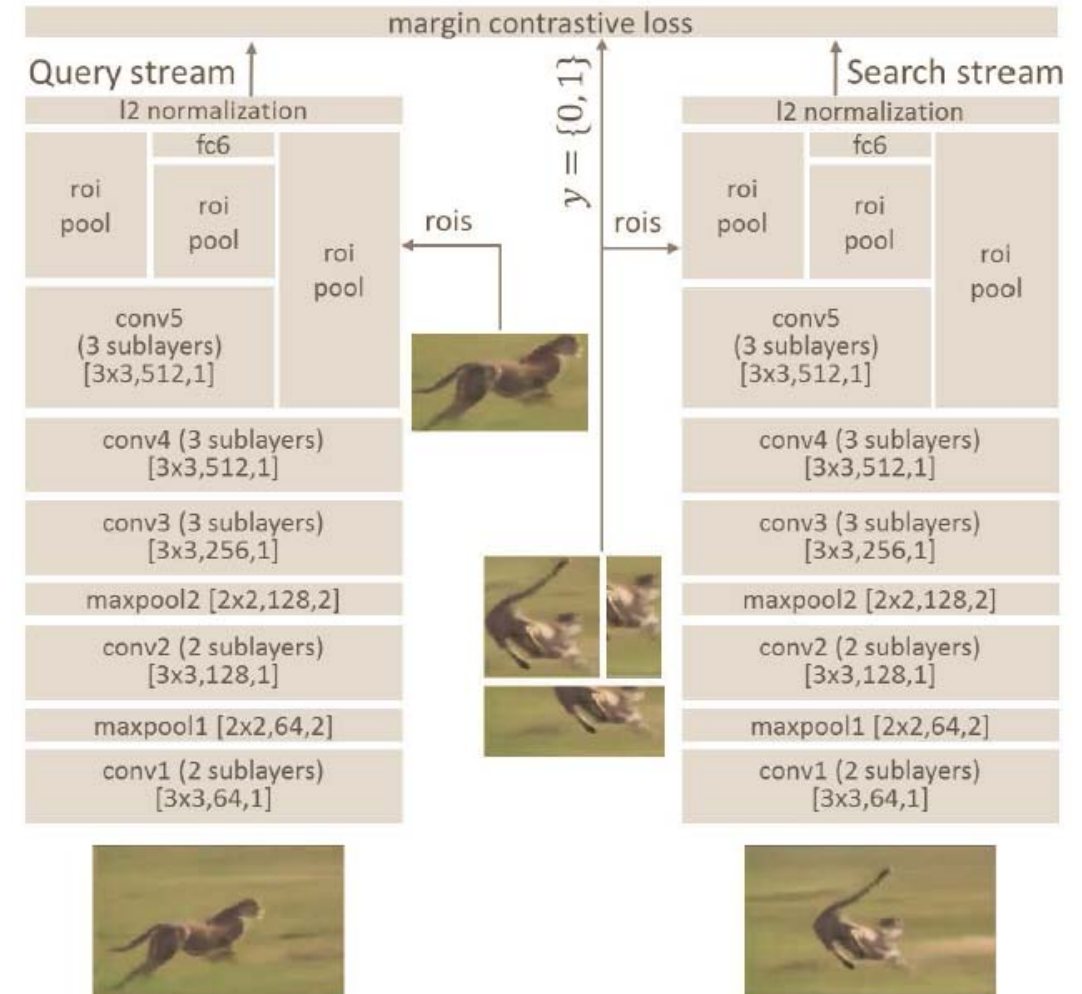 margin contrastive loss
Query stream
y = {0, 1}
Search stream
l2 normalization
fc6
roi
pool
roi
pool
roi
pool
conv5
(3 sublayers)
[3x3,512,1]
conv4 (3 sublayers)
[3x3,512,1]
conv3 (3 sublayers)
[3x3,256,1]
maxpool2 [2x2,128,2]
conv2 (2 sublayers)
[3x3,128,1]
maxpool1 [2x2,64,2]
conv1 (2 sublayers)
[3x3,64,1]
rois
rois
l2 normalization
fc6
roi
pool
roi
pool
roi
pool
conv5
(3 sublayers)
[3x3,512,1]
conv4 (3 sublayers)
[3x3,512,1]
conv3 (3 sublayers)
[3x3,256,1]
maxpool2 [2x2,128,2]
conv2 (2 sublayers)
[3x3,128,1]
maxpool1 [2x2,64,2]
conv1 (2 sublayers)
[3x3,64,1]